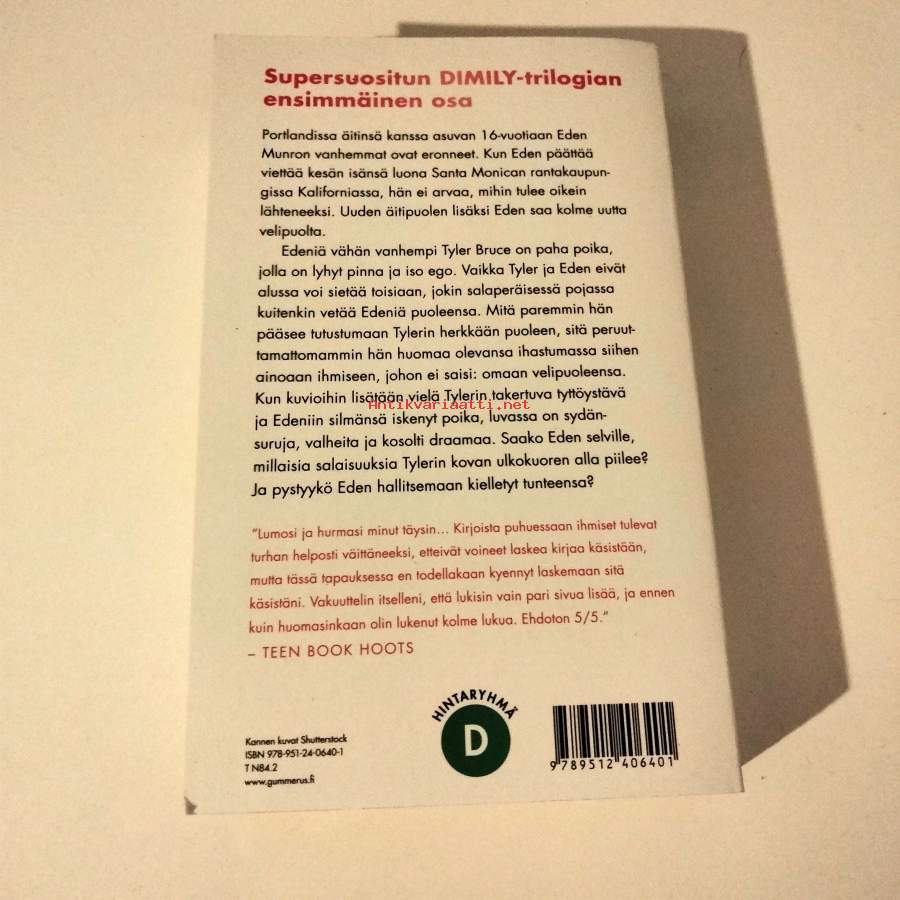 Supersuositun DIMILY-trilogian
ensimmäinen osa
Portlandissa äitinsä kanssa asuvan 16-vuotiaan Eden
Munron vanhemmat ovat eronneet. Kun Eden päättää
viettää kesän isänsä luona Santa Monican rantakaupun-
gissa Kaliforniassa, hän ei arvaa, mihin tulee oikein
lähteneeksi. Uuden äitipuolen lisäksi Eden saa kolme uutta
velipuolta.
Edeniä vähän vanhempi Tyler Bruce on paha poika,
jolla on lyhyt pinna ja iso ego. Vaikka Tyler ja Eden eivät
alussa voi sietää toisiaan, jokin salaperäisessä pojassa
kuitenkin vetää Edeniä puoleensa. Mitä paremmin hän
pääsee tutustumaan Tylerin herkkään puoleen, sitä peruut-
tamattomammin hän huomaa olevansa ihastumassa siihen
ainoaan ihmiseen, johon ei saisi: omaan velipuoleensa.
Kun kuvioihin lisätään vielä Tylerin takertuva tyttöystävä
Antikvariaatti.net
ja Edeniin silmänsä iskenyt poika, luvassa on sydän-
suruja, valheita ja kosolti draamaa. Saako Eden selville,
millaisia salaisuuksia Tylerin kovan ulkokuoren alla piilee?
Ja pystyykö Eden hallitsemaan kielletyt tunteensa?
"Lumosi ja hurmasi minut täysin... Kirjoista puhuessaan ihmiset tulevat
turhan helposti väittäneeksi, etteivät voineet laskea kirjaa käsistään,
mutta tässä tapauksessa en todellakaan kyennyt laskemaan sitä
käsistäni. Vakuuttelin itselleni, että lukisin vain pari sivua lisää, ja ennen
kuin huomasinkaan olin lukenut kolme lukua. Ehdoton 5/5."
– TEEN BOOK HOOTS
HINTARYHMÄ
D
Kannen kuvat Shutterstock
ISBN 978-951-24-0640-1
T N84.2
www.gummerus.fi
9 789512 406401